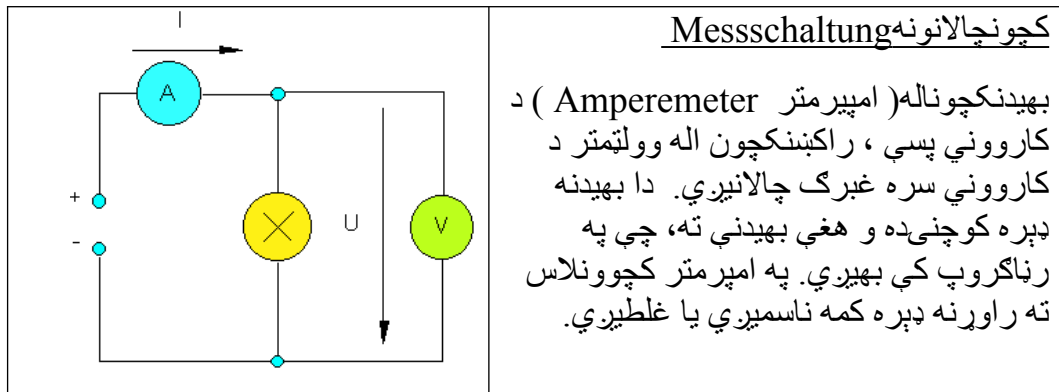 I
A
+
-
U
V
کچونچالانونهMessschaltung
بهیدنکچوناله( امپیرمتر Amperemeter ) د
کاروونې پسې ، راکښنکچون اله وولټمتر د
کاروونې سره غبرګ چالانیږي. دا بهیدنه
ډېره کوچنۍده و هغې بهیدنې ته، چې په
رڼاګروپ کې بهیږي. په امپرمتر کچوونلاس
ته راوړنه ډېره کمه ناسمیږي یا غلطیږي.